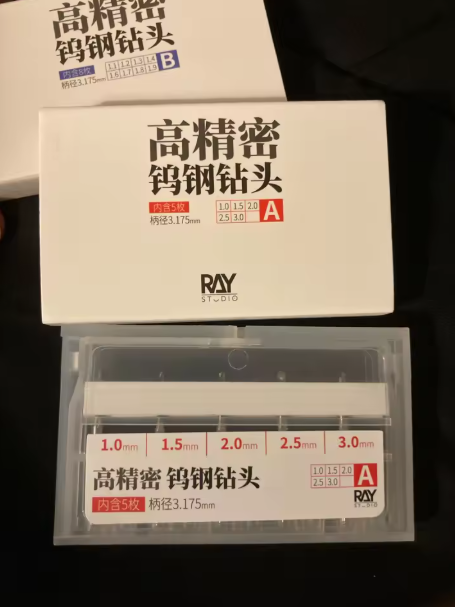 高精密
钨钢钻头
内含8枚
柄径3.175mm
1.1 1.2 1.3 1.4
1.6 1.7 1.8 1.9
B
高精密
钨钢钻头
内含5枚
柄径3.175mm
1.0 1.5 2.0
2.5 3.0
A
RAY
STUDIO
1.0mm 1.5mm 2.0mm 2.5mm 3.0mm
高精密 钨钢钻头
内含5枚 柄径3.175mm
1.0 1.5 2.0
2.5 3.0
A
RAY
STUDIO